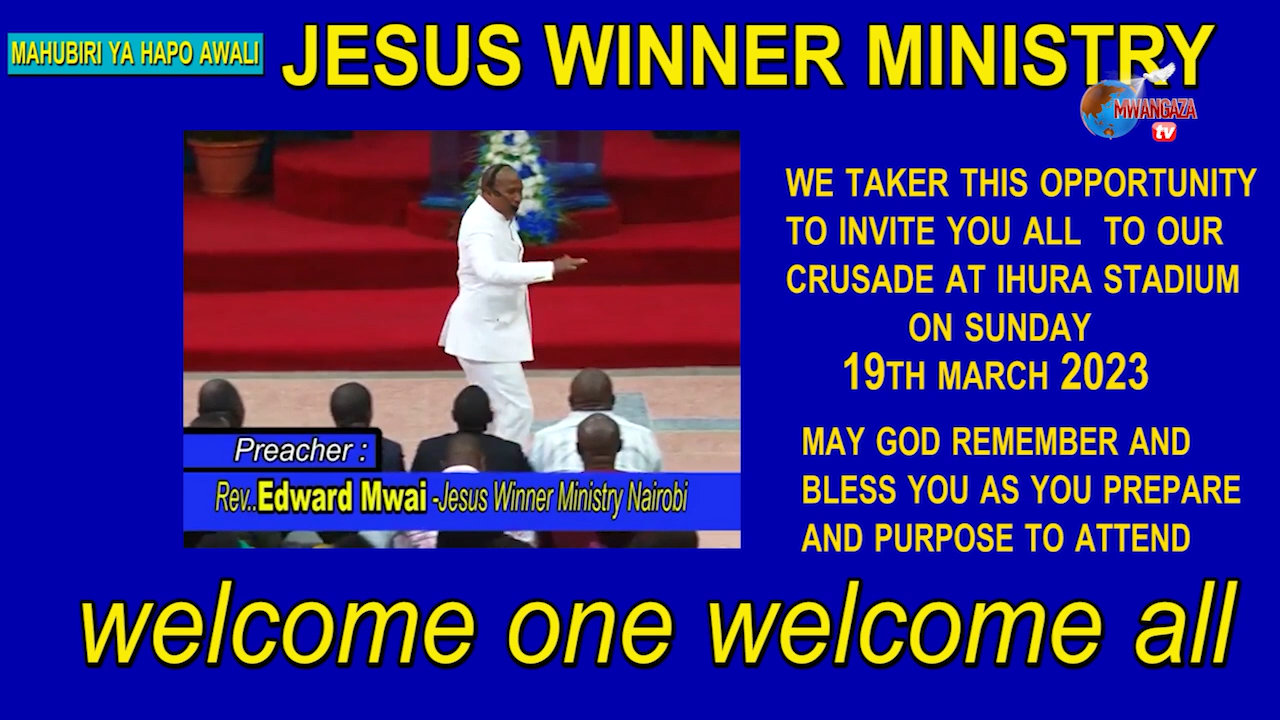 MAHUBIRI YA HAPO AWALI
JESUS WINNER MINISTRY
MWANGAZA
tv
WE TAKER THIS OPPORTUNITY
TO INVITE YOU ALL TO OUR
CRUSADE AT IHURA STADIUM
ON SUNDAY
19TH MARCH 2023
MAY GOD REMEMBER AND
BLESS YOU AS YOU PREPARE
AND PURPOSE TO ATTEND
Preacher :
Rev..Edward Mwai -Jesus Winner Ministry Nairobi
welcome one welcome all